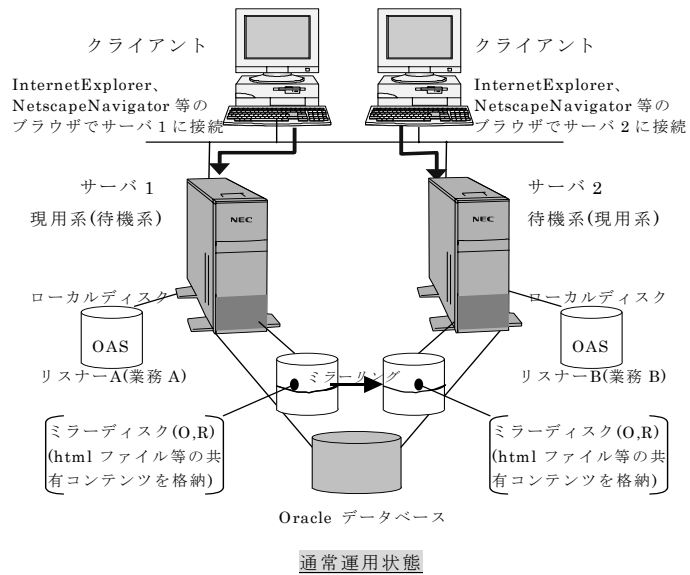 クライアント
クライアント
InternetExplorer、
NetscapeNavigator 等の
ブラウザでサーバ 1 に接続
InternetExplorer、
NetscapeNavigator 等の
ブラウザでサーバ 2 に接続
サーバ 1
現用系(待機系)
サーバ 2
待機系(現用系)
NEC
NEC
ローカルディスク
ローカルディスク
OAS
OAS
リスナーA(業務 A)
リスナーB(業務 B)
ミラーリング
ミラーディスク(O,R)
(html ファイル等の共
有コンテンツを格納)
ミラーディスク(O,R)
(html ファイル等の共
有コンテンツを格納)
Oracle データベース
通常運用状態